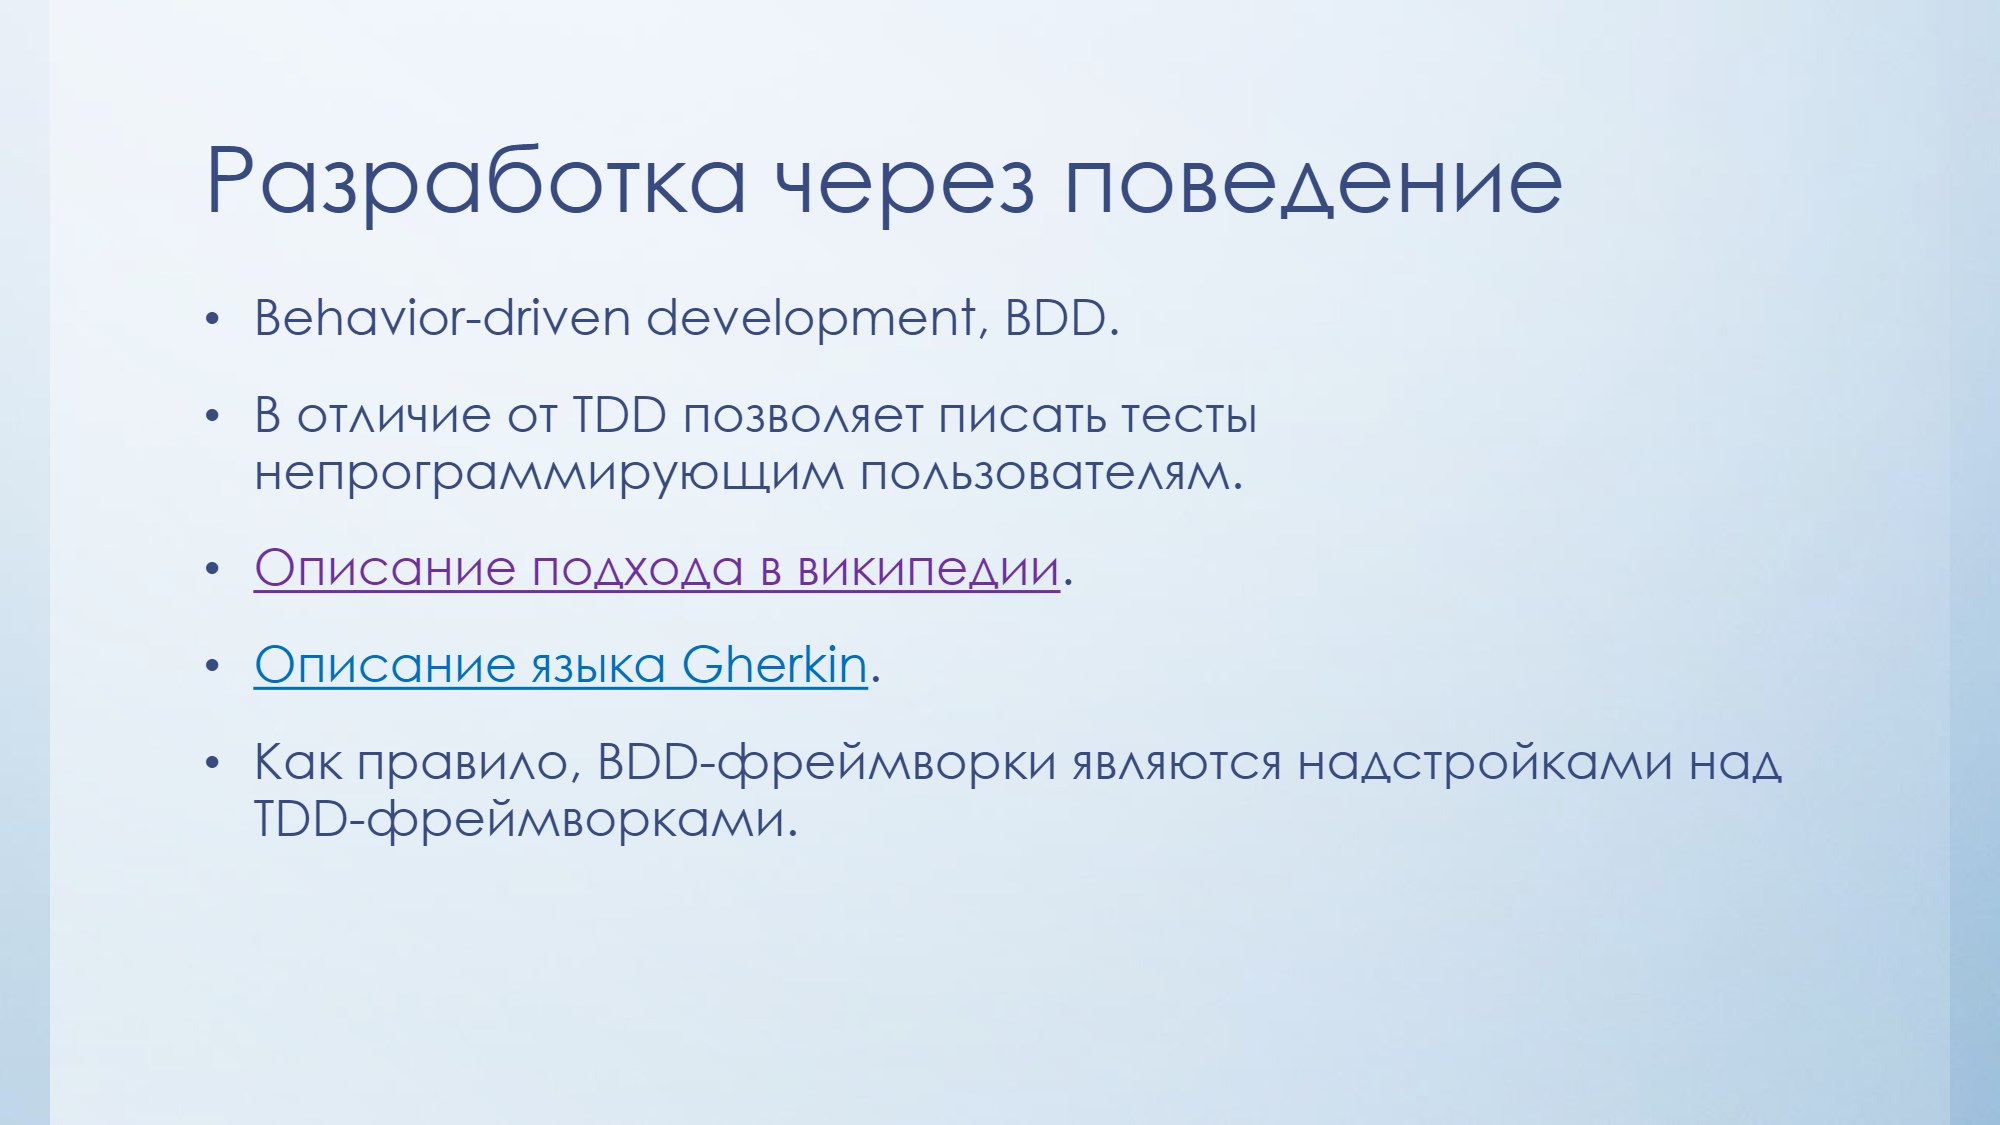 Разработка через поведение
• Behavior-driven development, BDD.
• В отличие от TDD позволяет писать тесты
непрограммирующим пользователям.
• Описание подхода в википедии.
• Описание языка Gherkin.
• Как правило, BDD-фреймворки являются надстройками над
TDD-фреймворками.